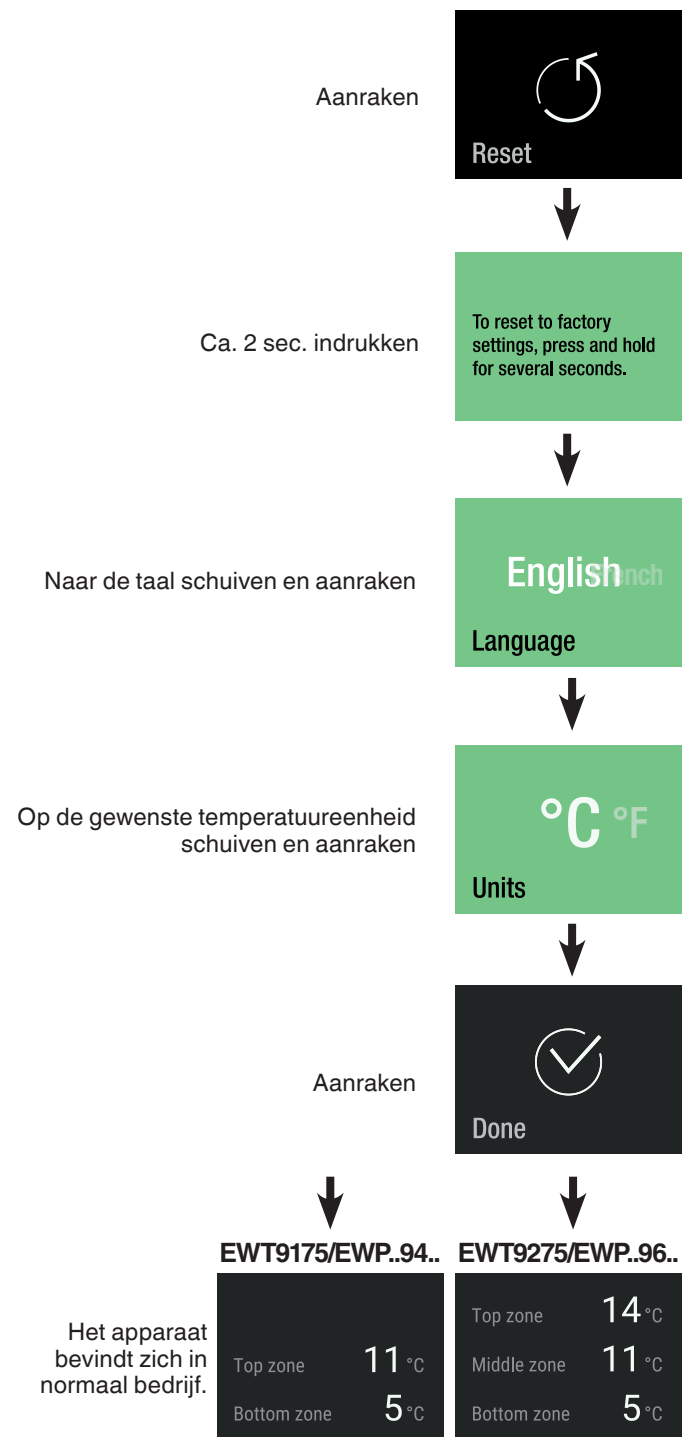 Aanraken
Reset
Ca. 2 sec. indrukken
To reset to factory
settings, press and hold
for several seconds.
Naar de taal schuiven en aanraken
English French
Language
Op de gewenste temperatuureenheid
schuiven en aanraken
°C °F
Units
Aanraken
Done
EWT9175/EWP..94..
EWT9275/EWP..96..
Het apparaat
bevindt zich in
normaal bedrijf.
Top zone 11 °C
Bottom zone 5 °C
Top zone 14 °C
Middle zone 11 °C
Bottom zone 5 °C